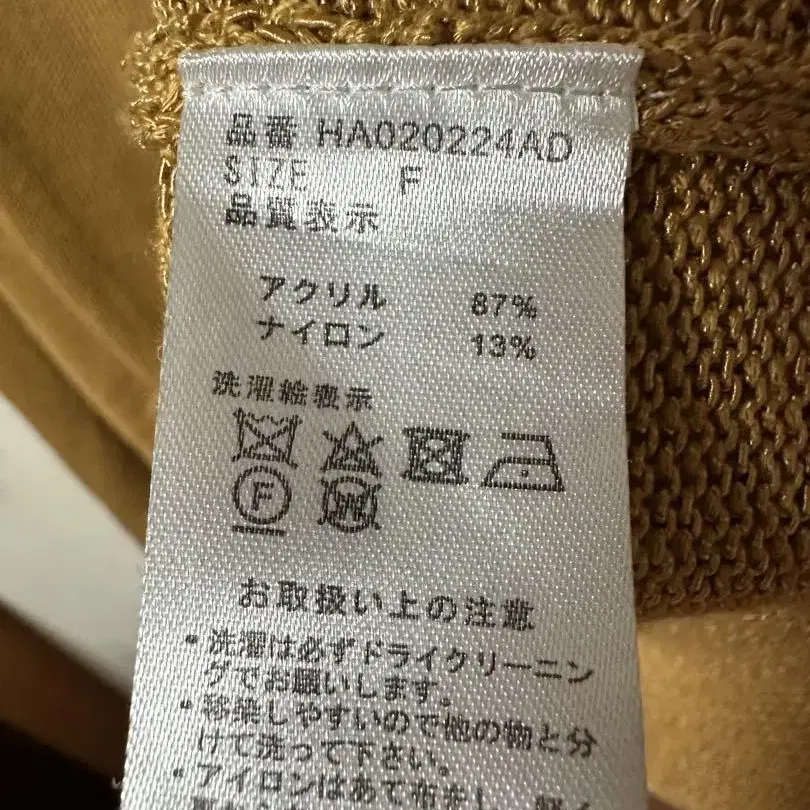 品番 HA020224AD
SIZE F
品質表示
アクリル 87%
ナイロン 13%
洗濯絵表示
F W
お取扱い上の注意
・洗濯は必ずドライクリーニン
グでお願いします。
・移染しやすいので他の物と分
けて洗って下さい。
・アイロンはあて布をし、軽く